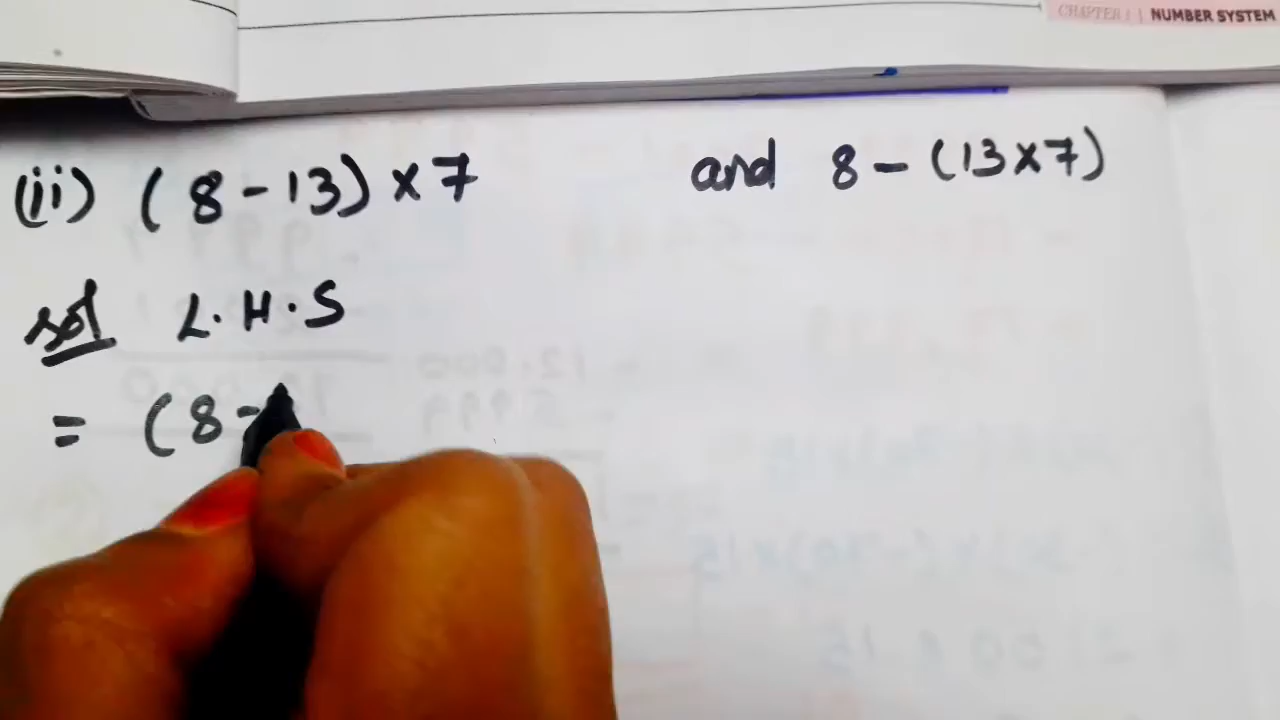 CHAPTER 1 | NUMBER SYSTEM
(ii) (8-13)×7 and 8-(13×7)
sol L.H.S
= (8-